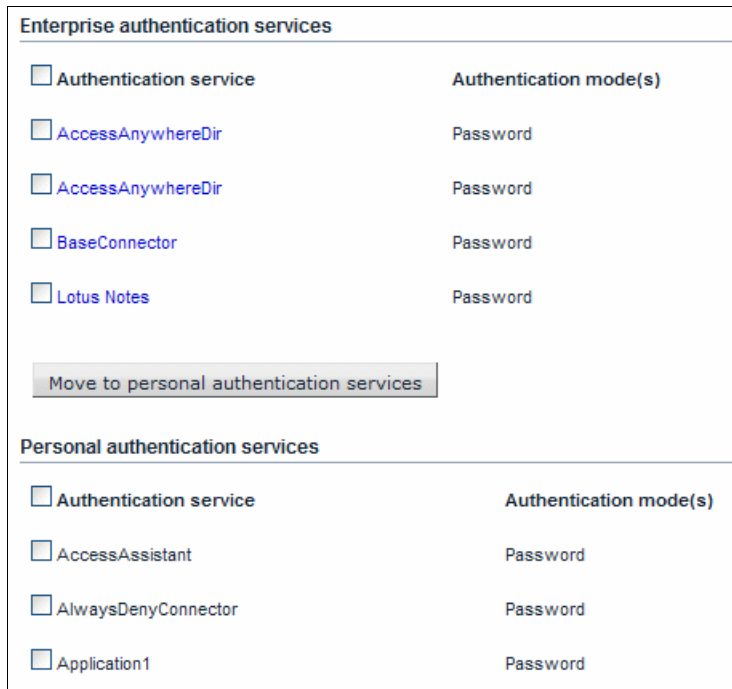 Enterprise authentication services
Authentication service Authentication mode(s)
AccessAnywhereDir Password
AccessAnywhereDir Password
BaseConnector Password
Lotus Notes Password
Move to personal authentication services
Personal authentication services
Authentication service Authentication mode(s)
AccessAssistant Password
AlwaysDenyConnector Password
Application1 Password